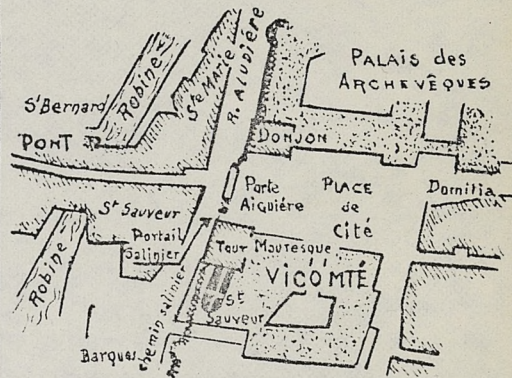 Robine
Ste Marie
R. Aludière
PALAIS des
ARCHEVÊQUES
St Bernard
PONT
DONJON
Porte
Aiguière
PLACE
de
Cité
Domitia
St Sauveur
Portail
Salinier
Tour Mauresque
VICOMTÉ
St
Sauveur
Robine
chemin salinier
Barques